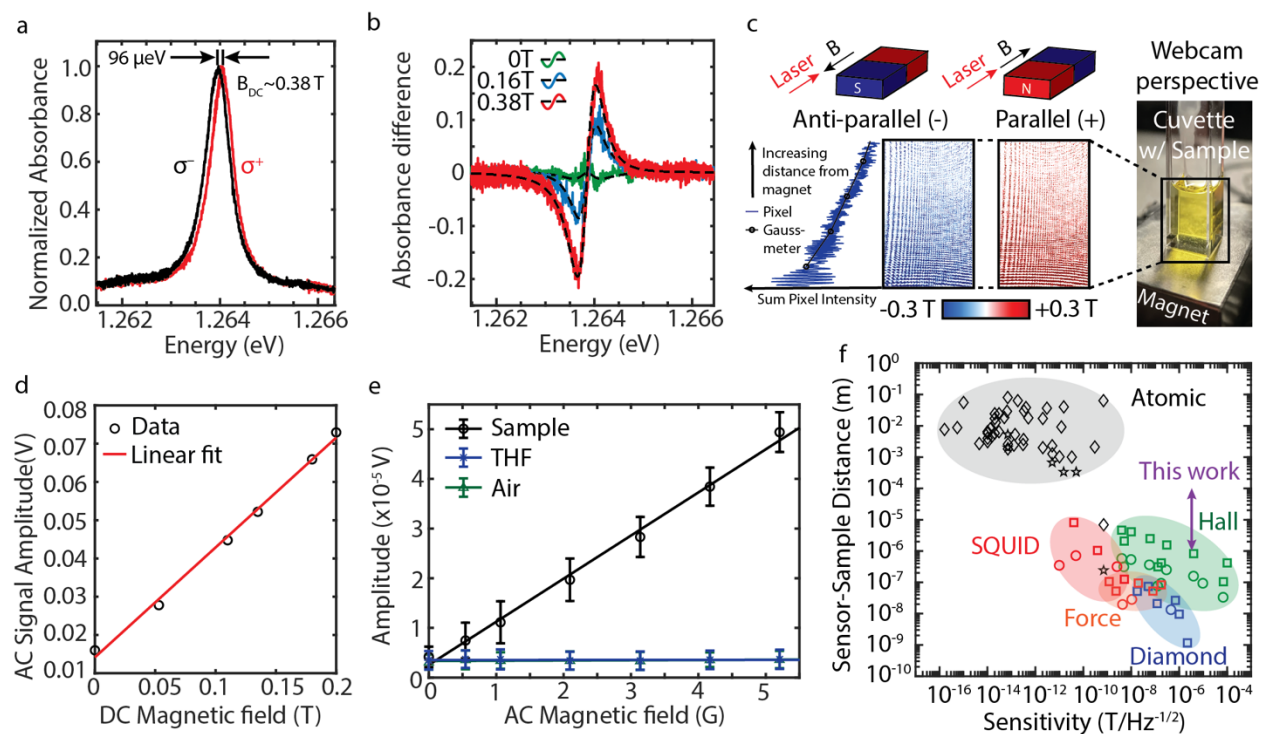 a
96 µeV
B_DC~0.38 T
σ⁻
σ⁺
Normalized Absorbance
1.0
0.8
0.6
0.4
0.2
0.0
1.262
1.264
1.266
Energy (eV)
b
0T
0.16T
0.38T
Absorbance difference
0.2
0.1
0
-0.1
-0.2
1.262
1.264
1.266
Energy (eV)
c
Laser
B
S
Laser
B
N
Webcam
perspective
Anti-parallel (-)
Parallel (+)
Cuvette
w/ Sample
Increasing
distance from
magnet
Pixel
Gauss-
meter
Sum Pixel Intensity
-0.3 T
+0.3 T
Magnet
d
Data
Linear fit
AC Signal Amplitude(V)
0.08
0.07
0.06
0.05
0.04
0.03
0.02
0.01
0
0.05
0.1
0.15
0.2
DC Magnetic field (T)
e
Sample
THF
Air
Amplitude (x10⁻⁵ V)
5
4
3
2
1
0
0
1
2
3
4
5
AC Magnetic field (G)
f
Sensor-Sample Distance (m)
10⁰
10⁻¹
10⁻²
10⁻³
10⁻⁴
10⁻⁵
10⁻⁶
10⁻⁷
10⁻⁸
10⁻⁹
10⁻¹⁰
Atomic
This work
Hall
SQUID
Force
Diamond
10⁻¹⁶
10⁻¹⁴
10⁻¹²
10⁻¹⁰
10⁻⁸
10⁻⁶
10⁻⁴
Sensitivity (T/Hz⁻¹/²)